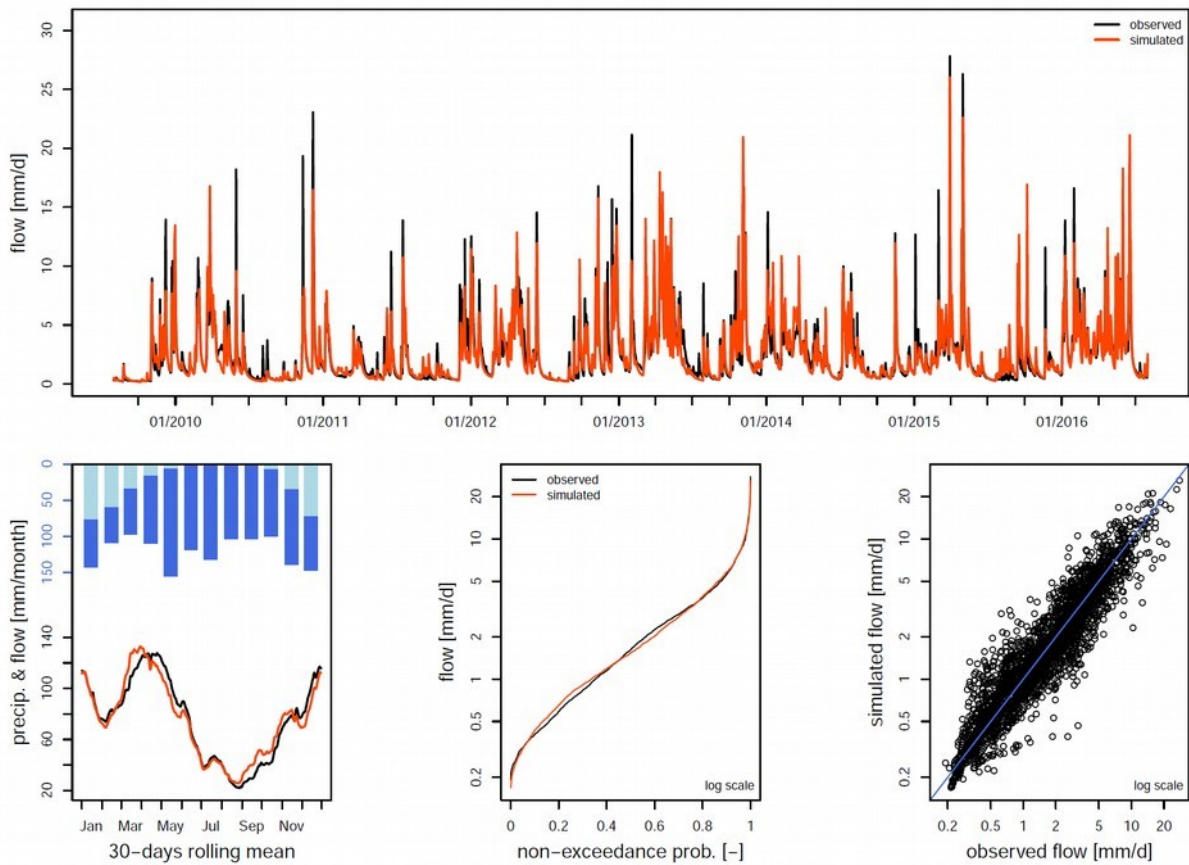 30
25
20
15
10
5
0
flow [mm/d]
observed
simulated
01/2010 01/2011 01/2012 01/2013 01/2014 01/2015 01/2016
0
50
100
150
140
100
60
20
precip. & flow [mm/month]
Jan Mar May Jul Sep Nov
30−days rolling mean
observed
simulated
20
10
5
2
1
0.5
0.2
flow [mm/d]
log scale
0 0.2 0.4 0.6 0.8 1
non−exceedance prob. [−]
20
10
5
2
1
0.5
0.2
simulated flow [mm/d]
log scale
0.2 0.5 1 2 5 10 20
observed flow [mm/d]